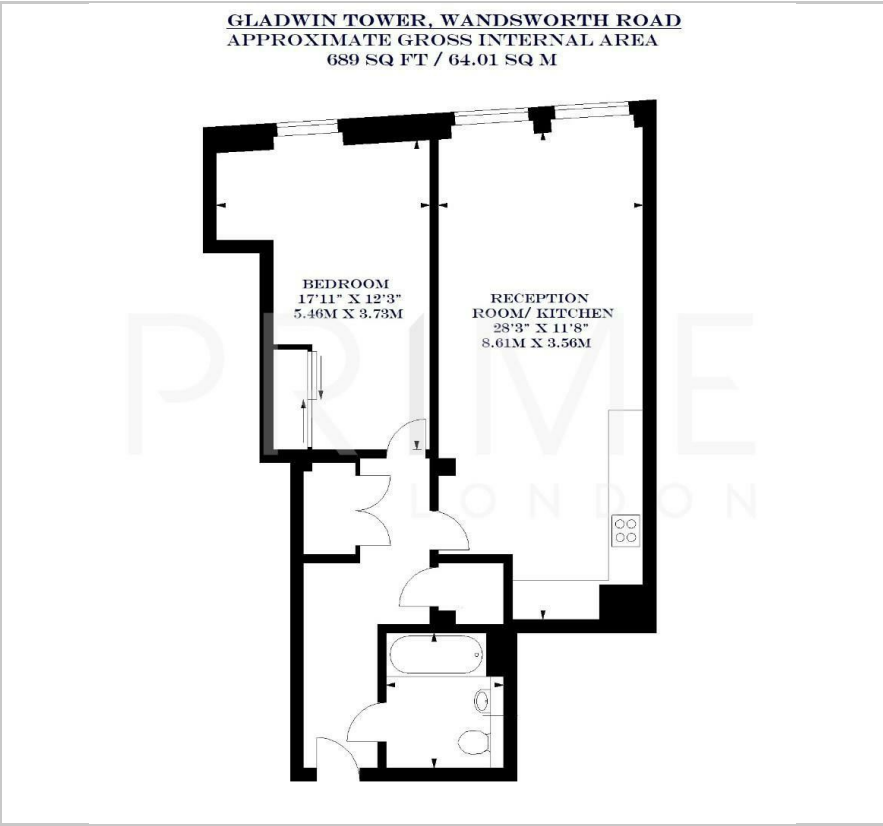 GLADWIN TOWER, WANDSWORTH ROAD
APPROXIMATE GROSS INTERNAL AREA
689 SQ FT / 64.01 SQ M
BEDROOM
17'11" X 12'3"
5.46M X 3.73M
RECEPTION
ROOM/ KITCHEN
28'3" X 11'8"
8.61M X 3.56M
PRIME
LONDON